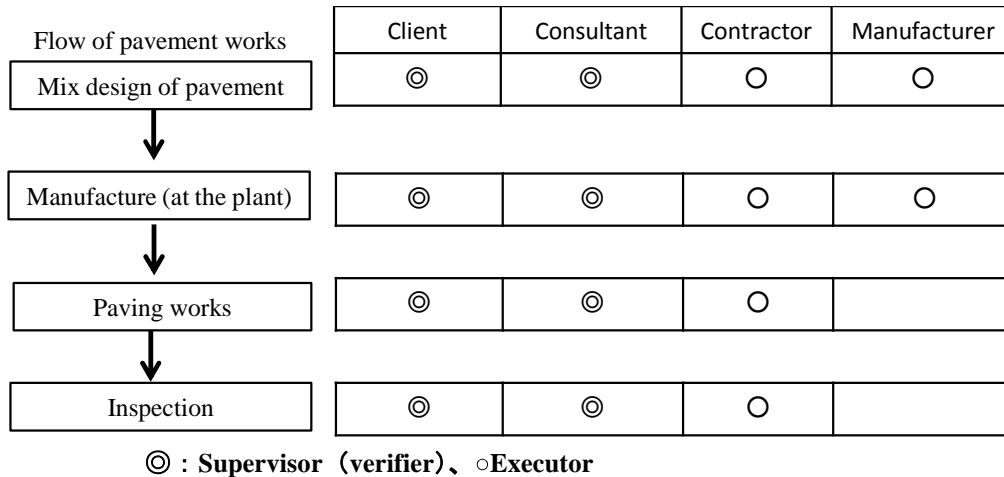 Flow of pavement works
Client Consultant Contractor Manufacturer
Mix design of pavement ◎ ◎ ○ ○
Manufacture (at the plant) ◎ ◎ ○ ○
Paving works ◎ ◎ ○
Inspection ◎ ◎ ○
◎：Supervisor（verifier）、○Executor